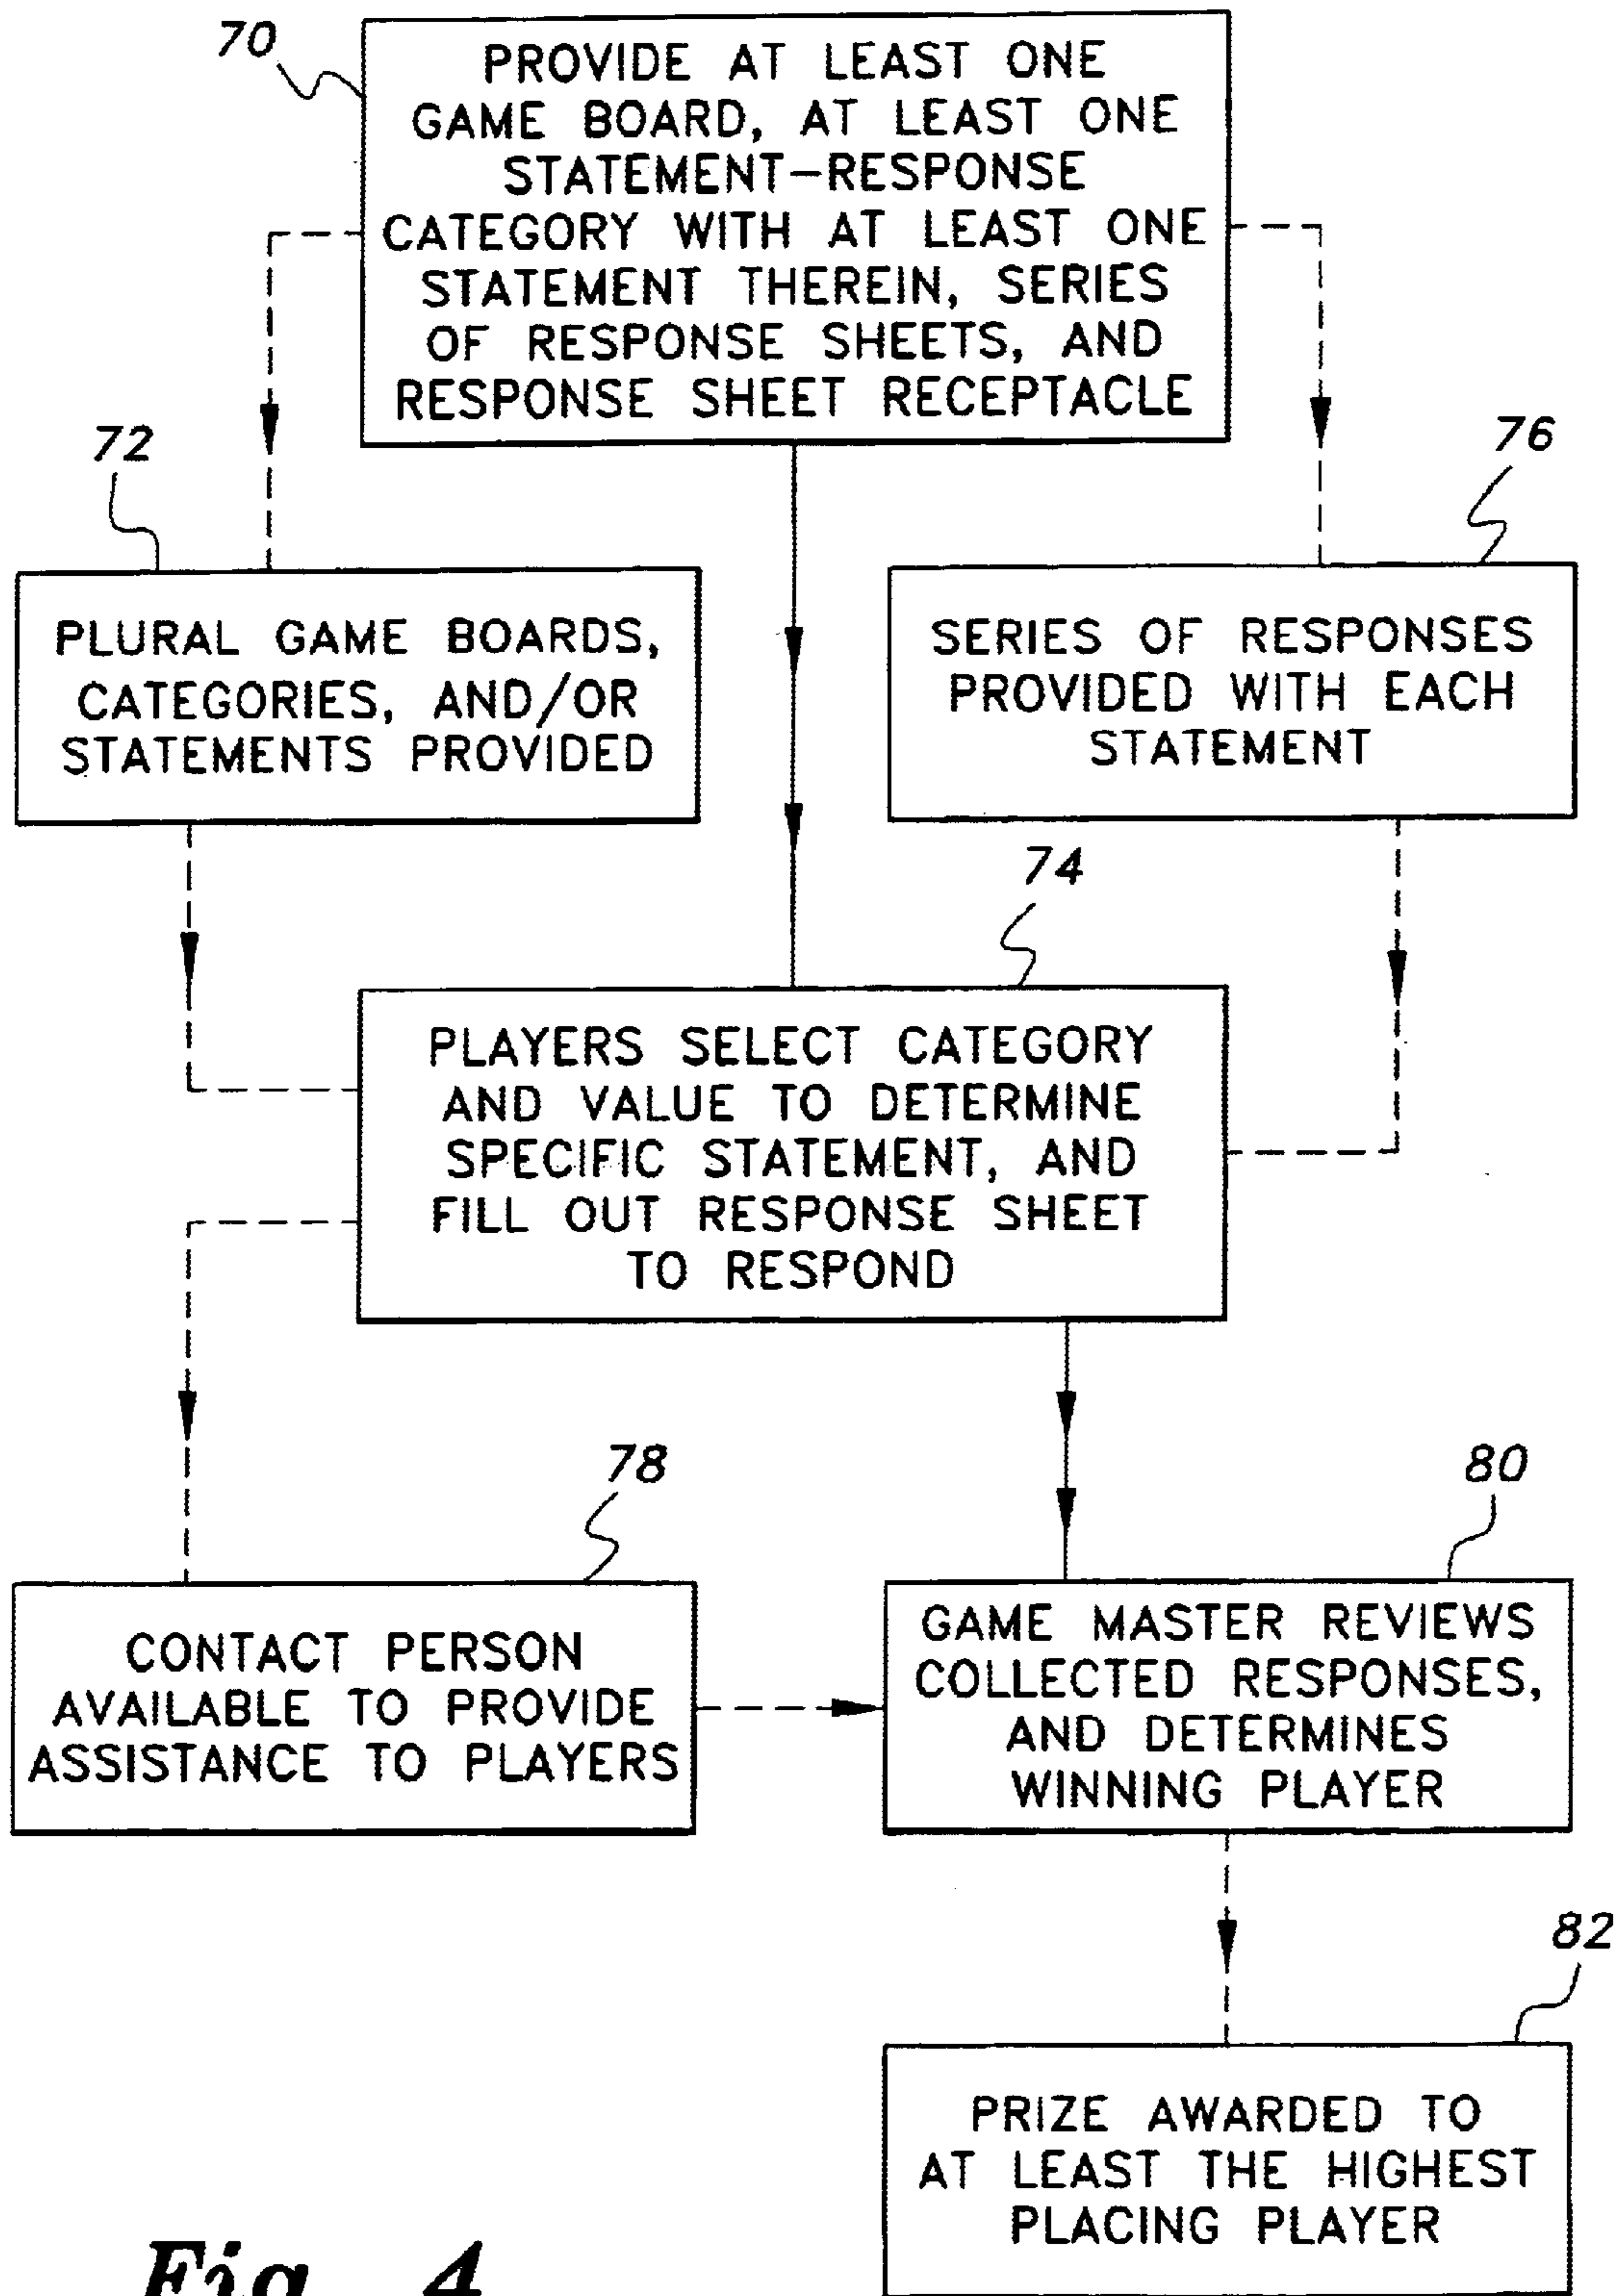 70
PROVIDE AT LEAST ONE
GAME BOARD, AT LEAST ONE
STATEMENT-RESPONSE
CATEGORY WITH AT LEAST ONE
STATEMENT THEREIN, SERIES
OF RESPONSE SHEETS, AND
RESPONSE SHEET RECEPTACLE
72
PLURAL GAME BOARDS,
CATEGORIES, AND/OR
STATEMENTS PROVIDED
76
SERIES OF RESPONSES
PROVIDED WITH EACH
STATEMENT
74
PLAYERS SELECT CATEGORY
AND VALUE TO DETERMINE
SPECIFIC STATEMENT, AND
FILL OUT RESPONSE SHEET
TO RESPOND
78
CONTACT PERSON
AVAILABLE TO PROVIDE
ASSISTANCE TO PLAYERS
80
GAME MASTER REVIEWS
COLLECTED RESPONSES,
AND DETERMINES
WINNING PLAYER
82
PRIZE AWARDED TO
AT LEAST THE HIGHEST
PLACING PLAYER
Fig. 4